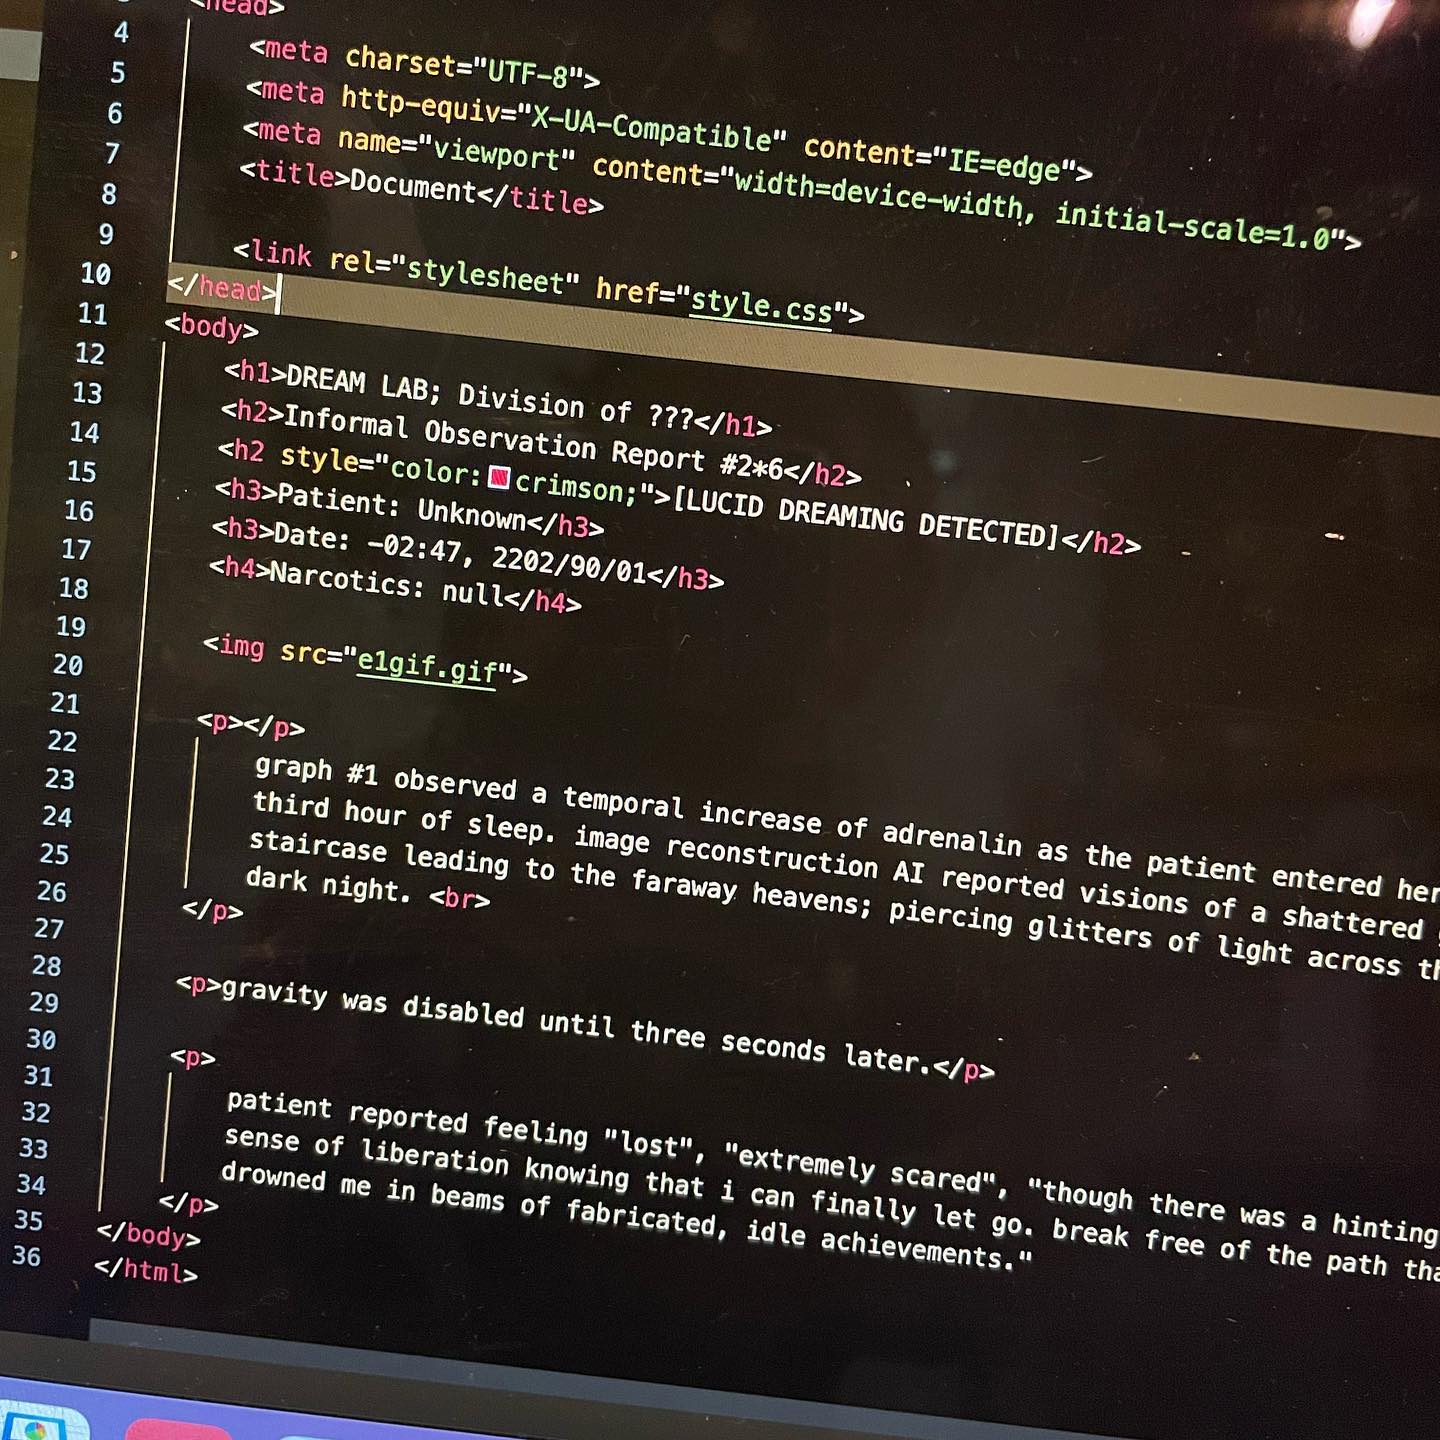 <head>
4
5 <meta charset="UTF-8">
6 <meta http-equiv="X-UA-Compatible" content="IE=edge">
7 <meta name="viewport" content="width=device-width, initial-scale=1.0">
8 <title>Document</title>
9
10 <link rel="stylesheet" href="style.css">
11 </head>
12 <body>
13 <h1>DREAM LAB; Division of ???</h1>
14 <h2>Informal Observation Report #2*6</h2>
15 <h2 style="color: crimson;">[LUCID DREAMING DETECTED]</h2>
16 <h3>Patient: Unknown</h3>
17 <h3>Date: -02:47, 2202/90/01</h3>
18 <h4>Narcotics: null</h4>
19
20 <img src="e1gif.gif">
21
22 <p></p>
23 graph #1 observed a temporal increase of adrenalin as the patient entered her
24 third hour of sleep. image reconstruction AI reported visions of a shattered
25 staircase leading to the faraway heavens; piercing glitters of light across
26 dark night. <br>
27 </p>
28
29 <p>gravity was disabled until three seconds later.</p>
30
31 <p>
32 patient reported feeling "lost", "extremely scared", "though there was a hinting
33 sense of liberation knowing that i can finally let go. break free of the path
34 drowned me in beams of fabricated, idle achievements."
35 </p>
36 </body>
</html>